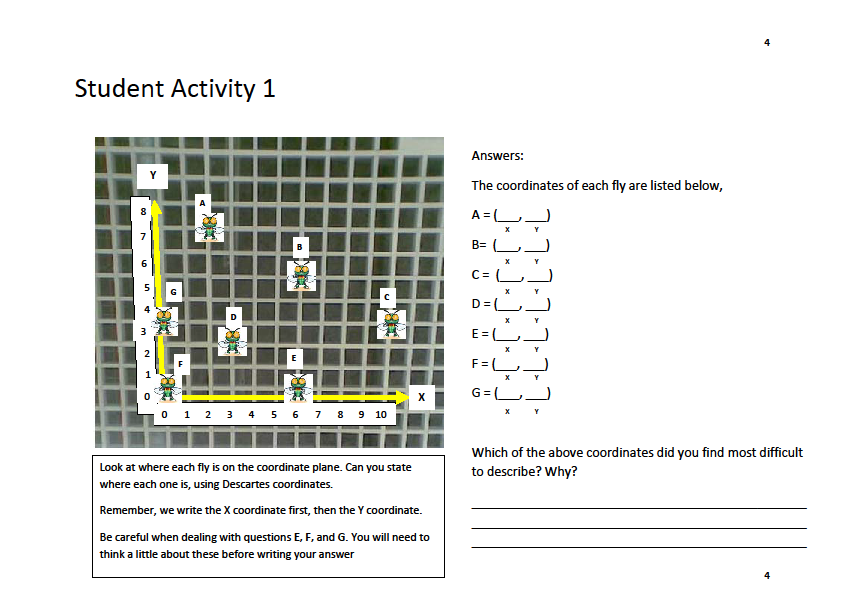 4
Student Activity 1
Y
8
7
6
5
4
3
2
1
0
A
B
C
G
D
F
E
X
0 1 2 3 4 5 6 7 8 9 10
Look at where each fly is on the coordinate plane. Can you state
where each one is, using Descartes coordinates.
Remember, we write the X coordinate first, then the Y coordinate.
Be careful when dealing with questions E, F, and G. You will need to
think a little about these before writing your answer
Answers:
The coordinates of each fly are listed below,
A = (___, ___)
X Y
B= (___, ___)
X Y
C = (___, ___)
X Y
D = (___, ___)
X Y
E = (___, ___)
X Y
F = (___, ___)
X Y
G = (___, ___)
X Y
Which of the above coordinates did you find most difficult
to describe? Why?
4